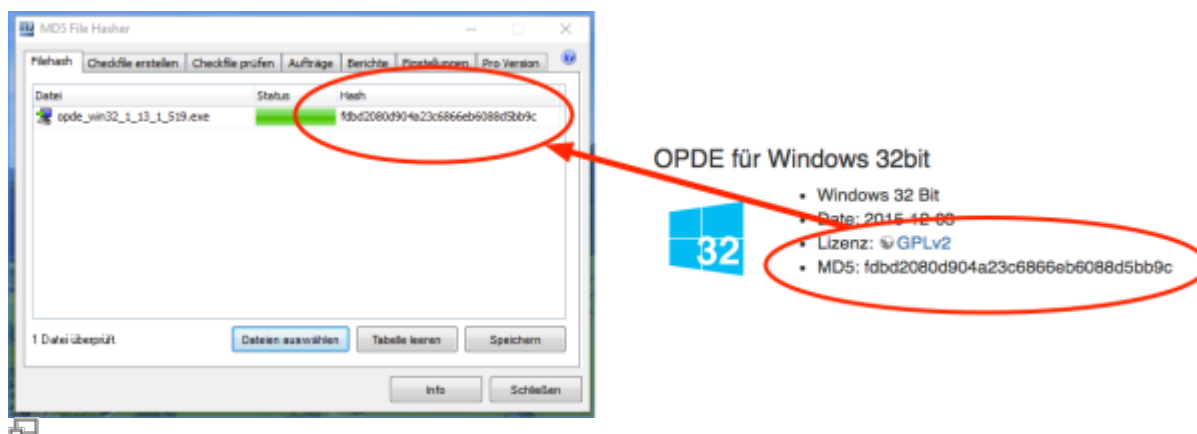 MD5 File Hasher
Filehash Checkfile erstellen Checkfile prüfen Aufträge Berichte Einstellungen Pro Version
Datei Status Hash
opde_win32_1_13_1_519.exe fdbd2080d904a23c6866eb6088d5bb9c
1 Datei überprüft
Dateien auswählen Tabelle leeren Speichern
Info Schließen
OPDE für Windows 32bit
32
Windows 32 Bit
Date: 2015-12-03
Lizenz: GPLv2
MD5: fdbd2080d904a23c6866eb6088d5bb9c